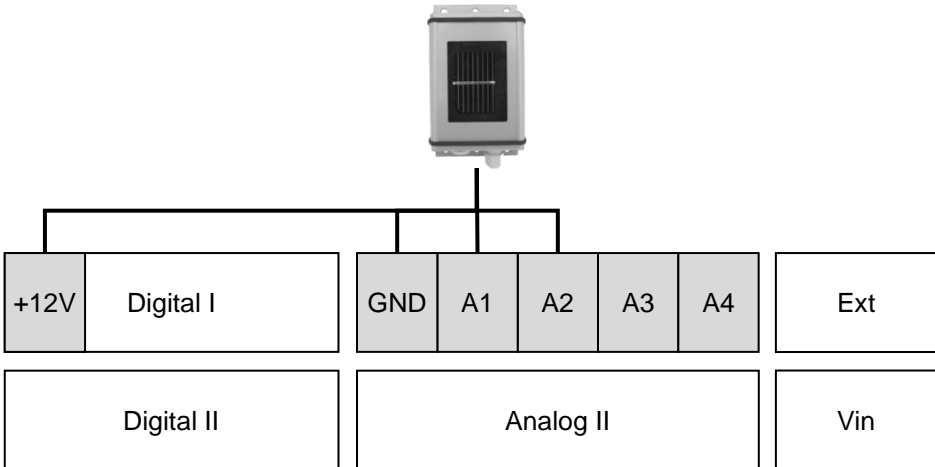 +12V Digital I GND A1 A2 A3 A4 Ext
Digital II Analog II Vin